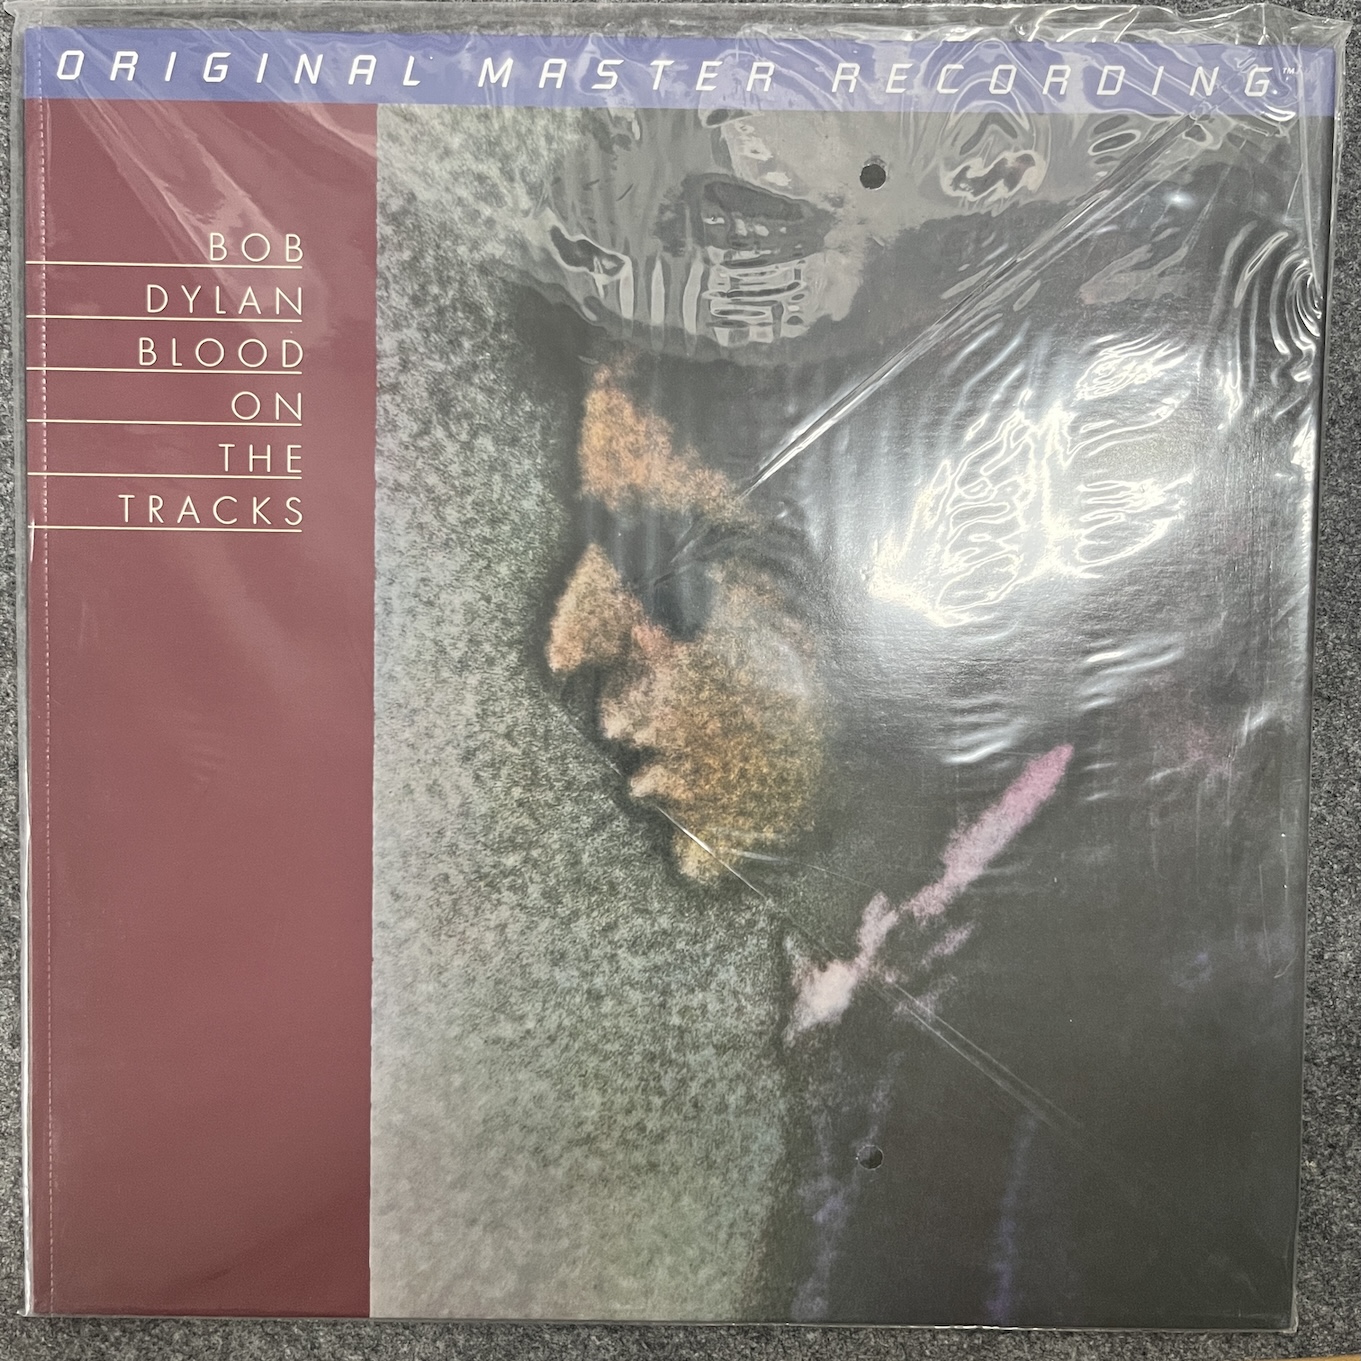 ORIGINAL MASTER RECORDING™
BOB
DYLAN
BLOOD
ON
THE
TRACKS